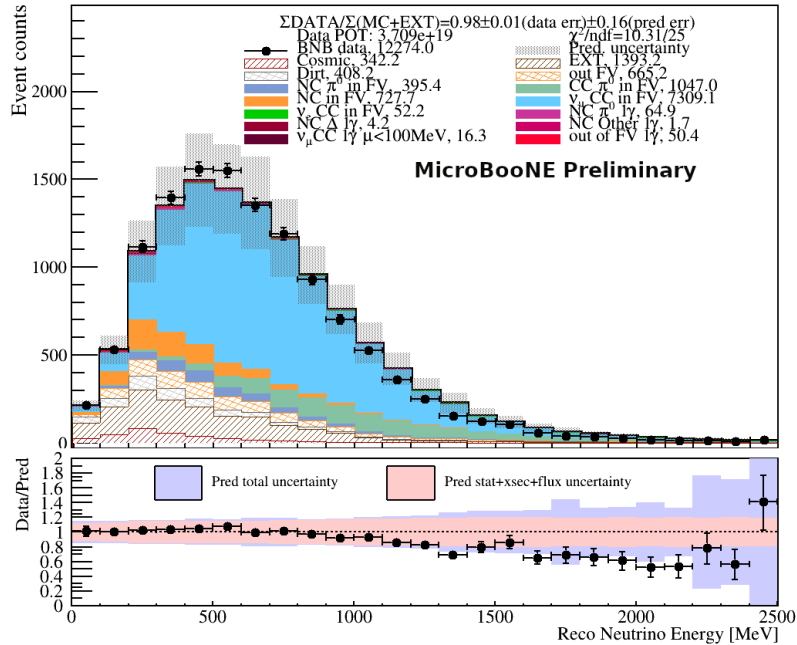 ΣDATA/Σ(MC+EXT)=0.98±0.01(data err)±0.16(pred err)
Data POT: 3.709e+19
χ²/ndf=10.31/25
BNB data, 12274.0
Pred. uncertainty
Cosmic, 342.2
EXT, 1393.2
Dirt, 408.2
out FV, 665.2
NC π⁰ in FV, 395.4
CC π⁰ in FV, 1047.0
NC in FV, 727.7
ν_μ CC in FV, 7309.1
ν_e CC in FV, 52.2
NC π⁰ 1γ, 64.9
NC Δ 1γ, 4.2
NC Other 1γ, 1.7
ν_μCC 1γ μ<100MeV, 16.3
out of FV 1γ, 50.4
MicroBooNE Preliminary
Event counts
2000
1500
1000
500
0
Data/Pred
2
1.8
1.6
1.4
1.2
1
0.8
0.6
0.4
0.2
0
Pred total uncertainty
Pred stat+xsec+flux uncertainty
0
500
1000
1500
2000
2500
Reco Neutrino Energy [MeV]